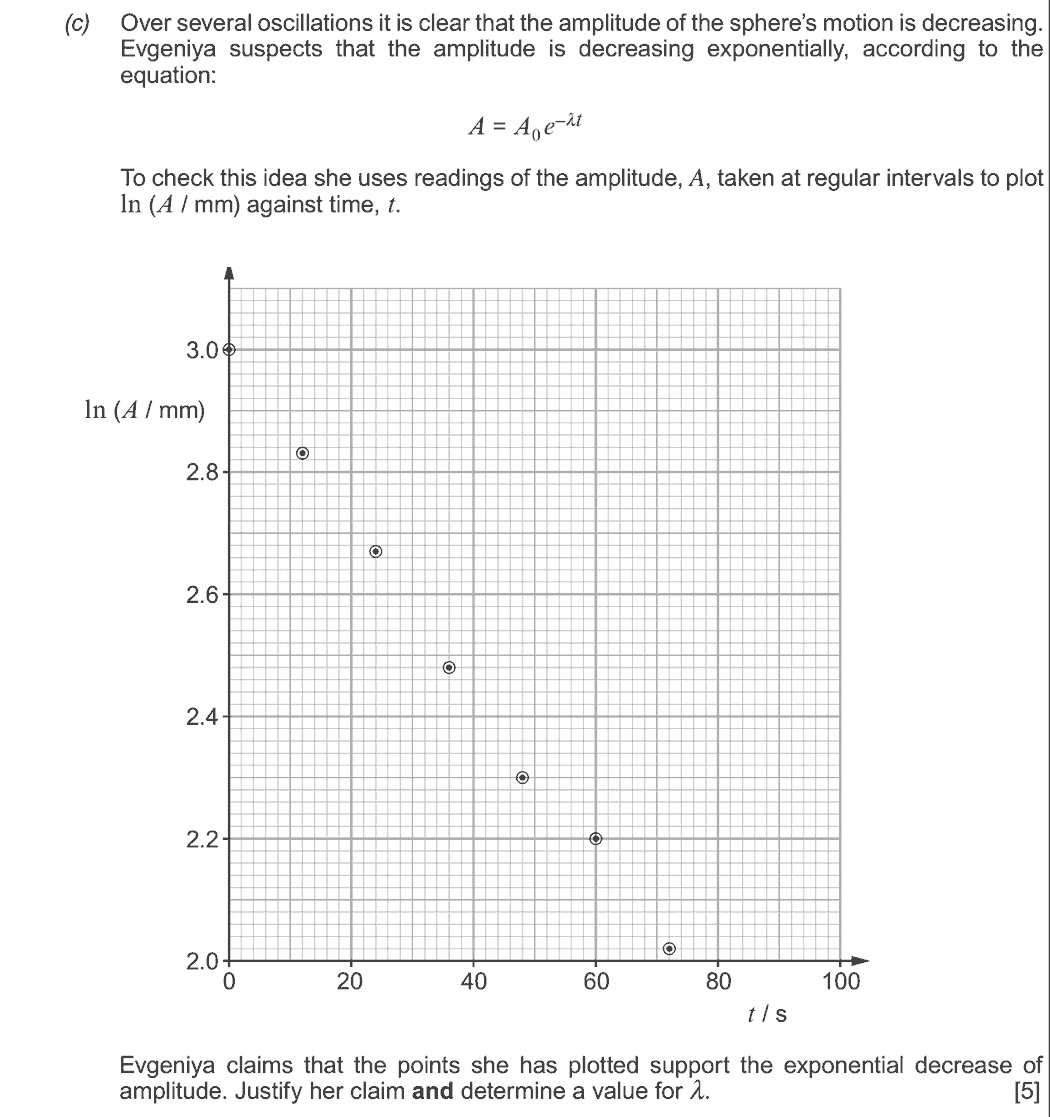 (c) Over several oscillations it is clear that the amplitude of the sphere's motion is decreasing.
Evgeniya suspects that the amplitude is decreasing exponentially, according to the
equation:
A = A₀e^{−λt}
To check this idea she uses readings of the amplitude, A, taken at regular intervals to plot
ln (A / mm) against time, t.
3.0
ln (A / mm)
2.8
2.6
2.4
2.2
2.0
0 20 40 60 80 100
t / s
Evgeniya claims that the points she has plotted support the exponential decrease of
amplitude. Justify her claim and determine a value for λ. [5]